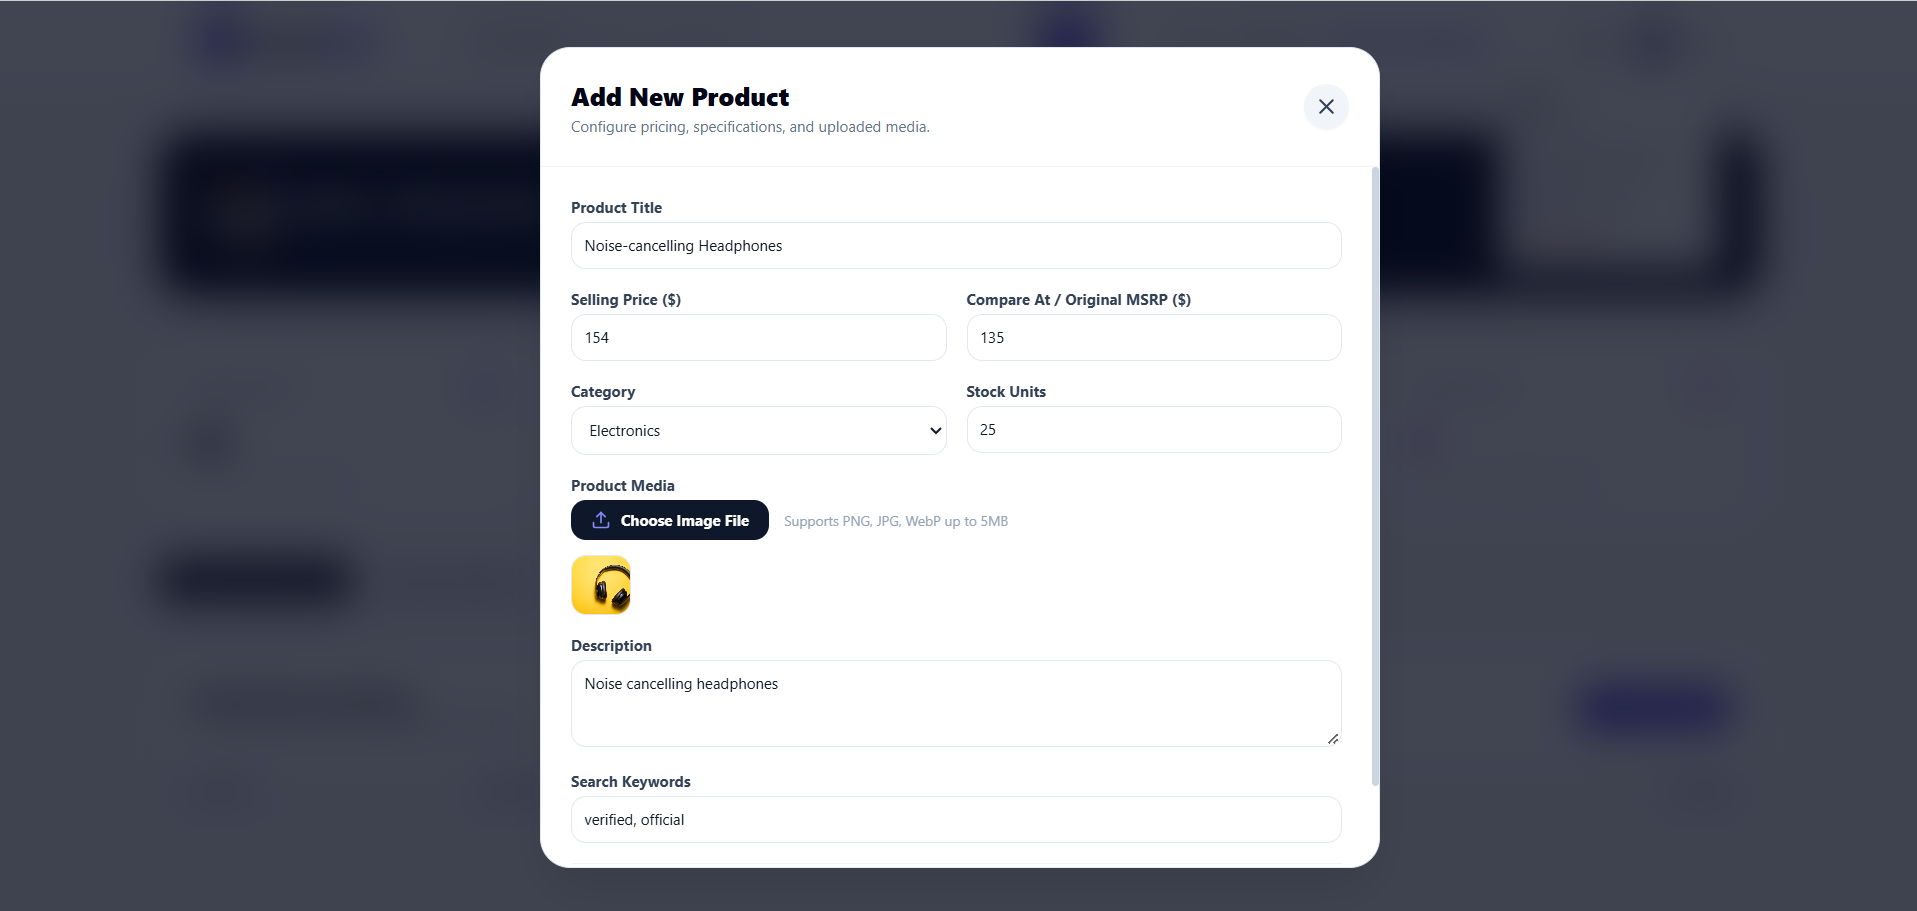 Add New Product
Configure pricing, specifications, and uploaded media.
Product Title
Noise-cancelling Headphones
Selling Price ($)
Compare At / Original MSRP ($)
154
135
Category
Stock Units
Electronics
25
Product Media
Choose Image File
Supports PNG, JPG, WebP up to 5MB
Description
Noise cancelling headphones
Search Keywords
verified, official